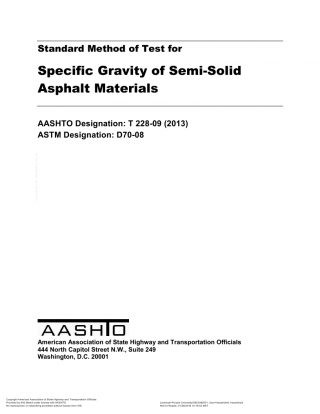 Standard Method of Test for
Specific Gravity of Semi-Solid
Asphalt Materials
AASHTO Designation: T 228-09 (2013)
ASTM Designation: D70-08
AASHTO
American Association of State Highway and Transportation Officials
444 North Capitol Street N.W., Suite 249
Washington, D.C. 20001